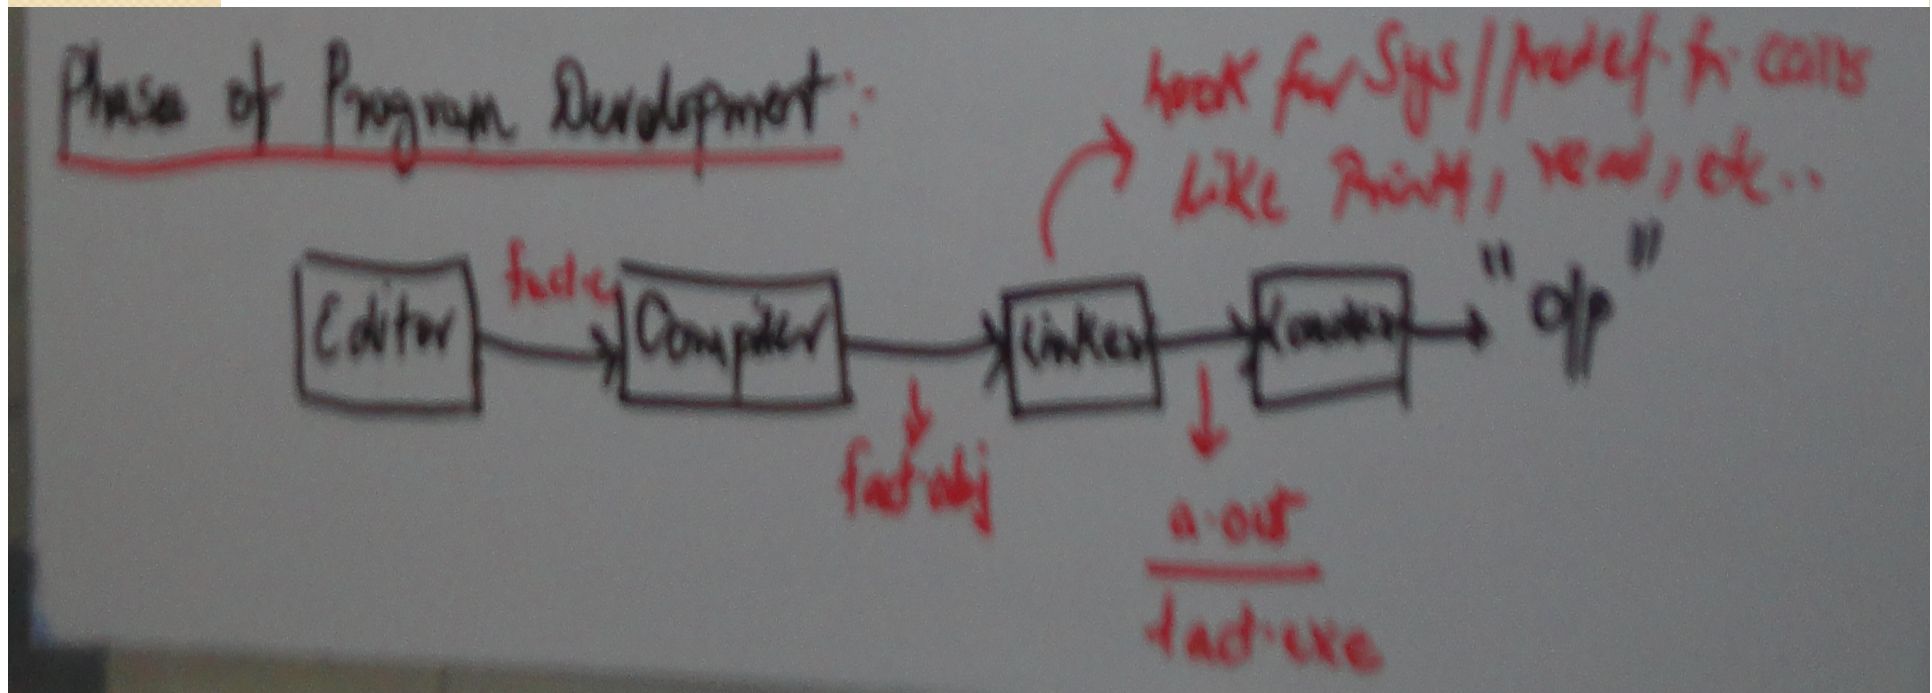 Phase of Program Development:
Look for Sys/predef fn calls
Like Printf, read, etc..
Editor
fact.c
Compiler
Linker
Loader
"o/p"
fact.obj
a.out
fact.exe